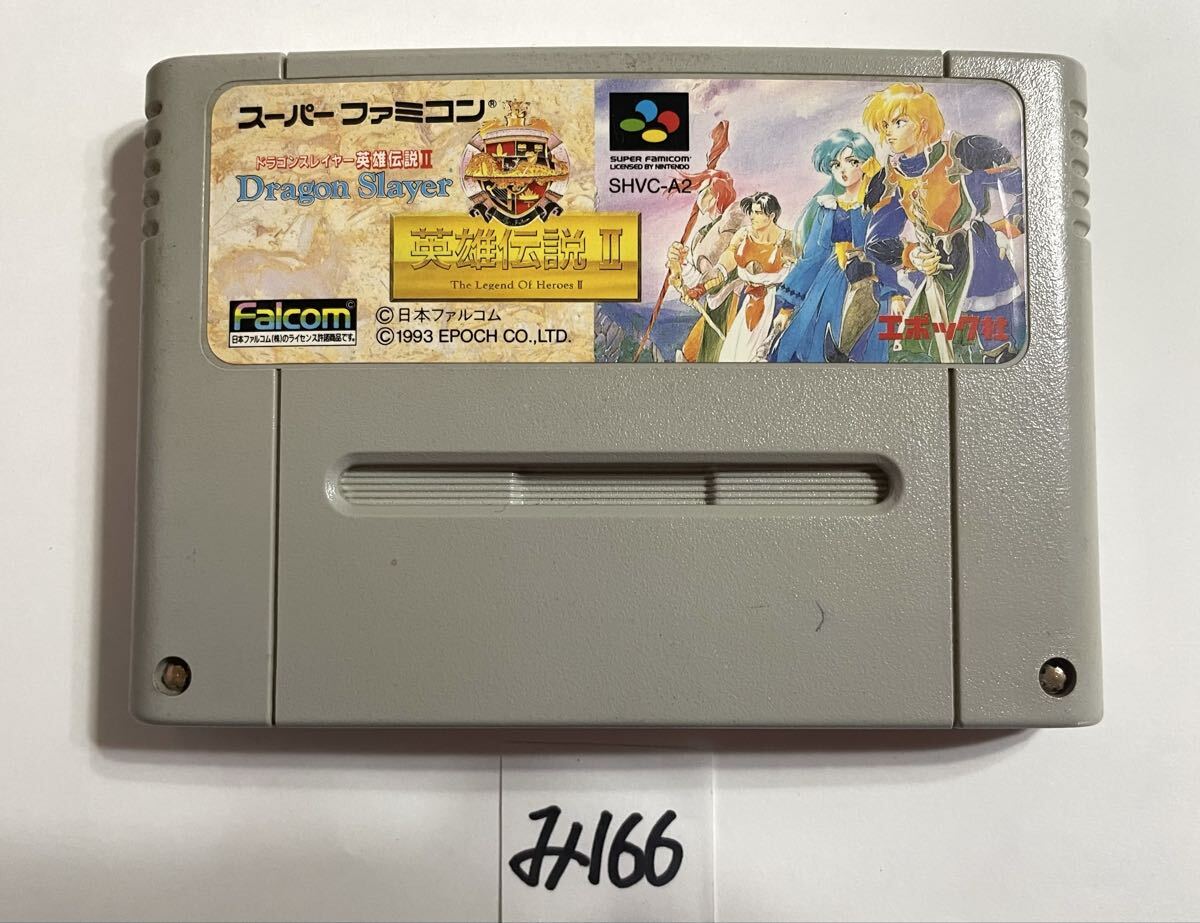 スーパーファミコン®
ドラゴンスレイヤー英雄伝説Ⅱ
Dragon Slayer
英雄伝説Ⅱ
The Legend Of Heroes Ⅱ
Falcom ©
日本ファルコム(株)のライセンス許諾商品です。
©日本ファルコム
©1993 EPOCH CO.,LTD.
SUPER FAMICOM
LICENSED BY NINTENDO
SHVC-A2
エポック社
み166